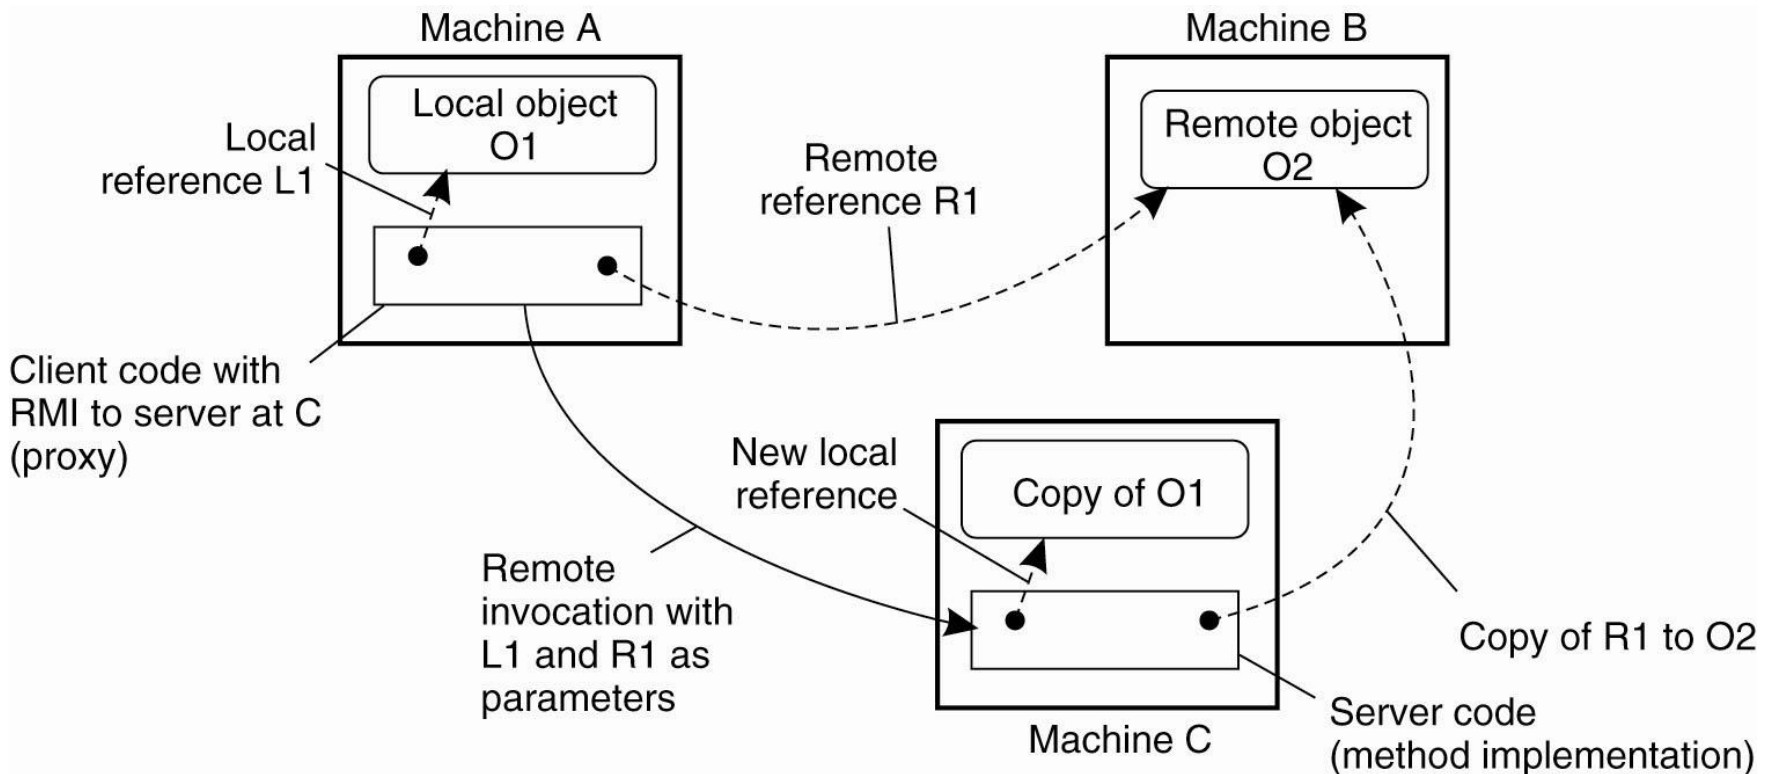 Machine A
Machine B
Local object
O1
Remote object
O2
Local
reference L1
Remote
reference R1
Client code with
RMI to server at C
(proxy)
New local
reference
Copy of O1
Remote
invocation with
L1 and R1 as
parameters
Copy of R1 to O2
Server code
(method implementation)
Machine C